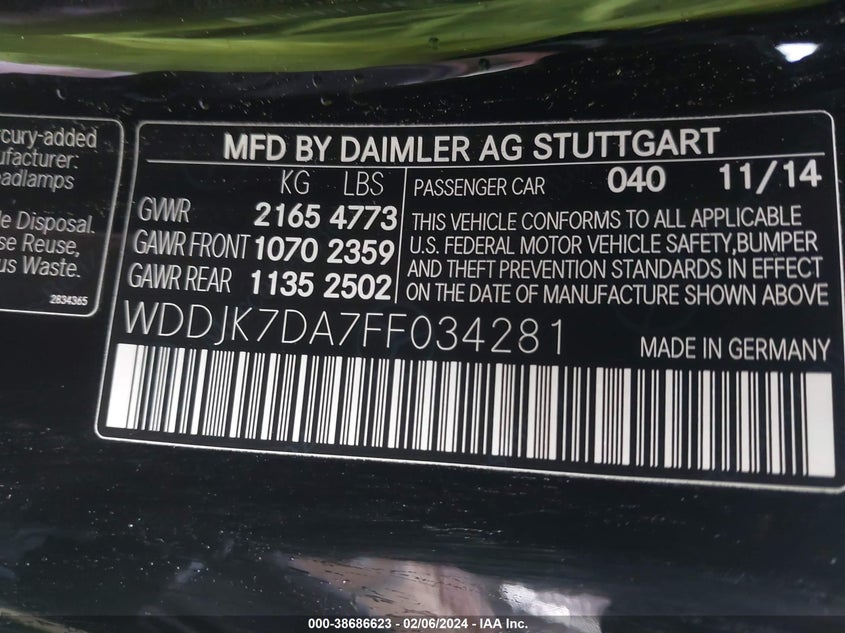 rcury-added
nufacturer:
eadlamps
le Disposal.
se Reuse,
us Waste.
2834365
MFD BY DAIMLER AG STUTTGART
KG LBS
GVWR 2165 4773
GAWR FRONT 1070 2359
GAWR REAR 1135 2502
PASSENGER CAR 040 11/14
THIS VEHICLE CONFORMS TO ALL APPLICABLE
U.S. FEDERAL MOTOR VEHICLE SAFETY,BUMPER
AND THEFT PREVENTION STANDARDS IN EFFECT
ON THE DATE OF MANUFACTURE SHOWN ABOVE
WDDJK7DA7FF034281
MADE IN GERMANY
000-38686623 - 02/06/2024 - IAA Inc.